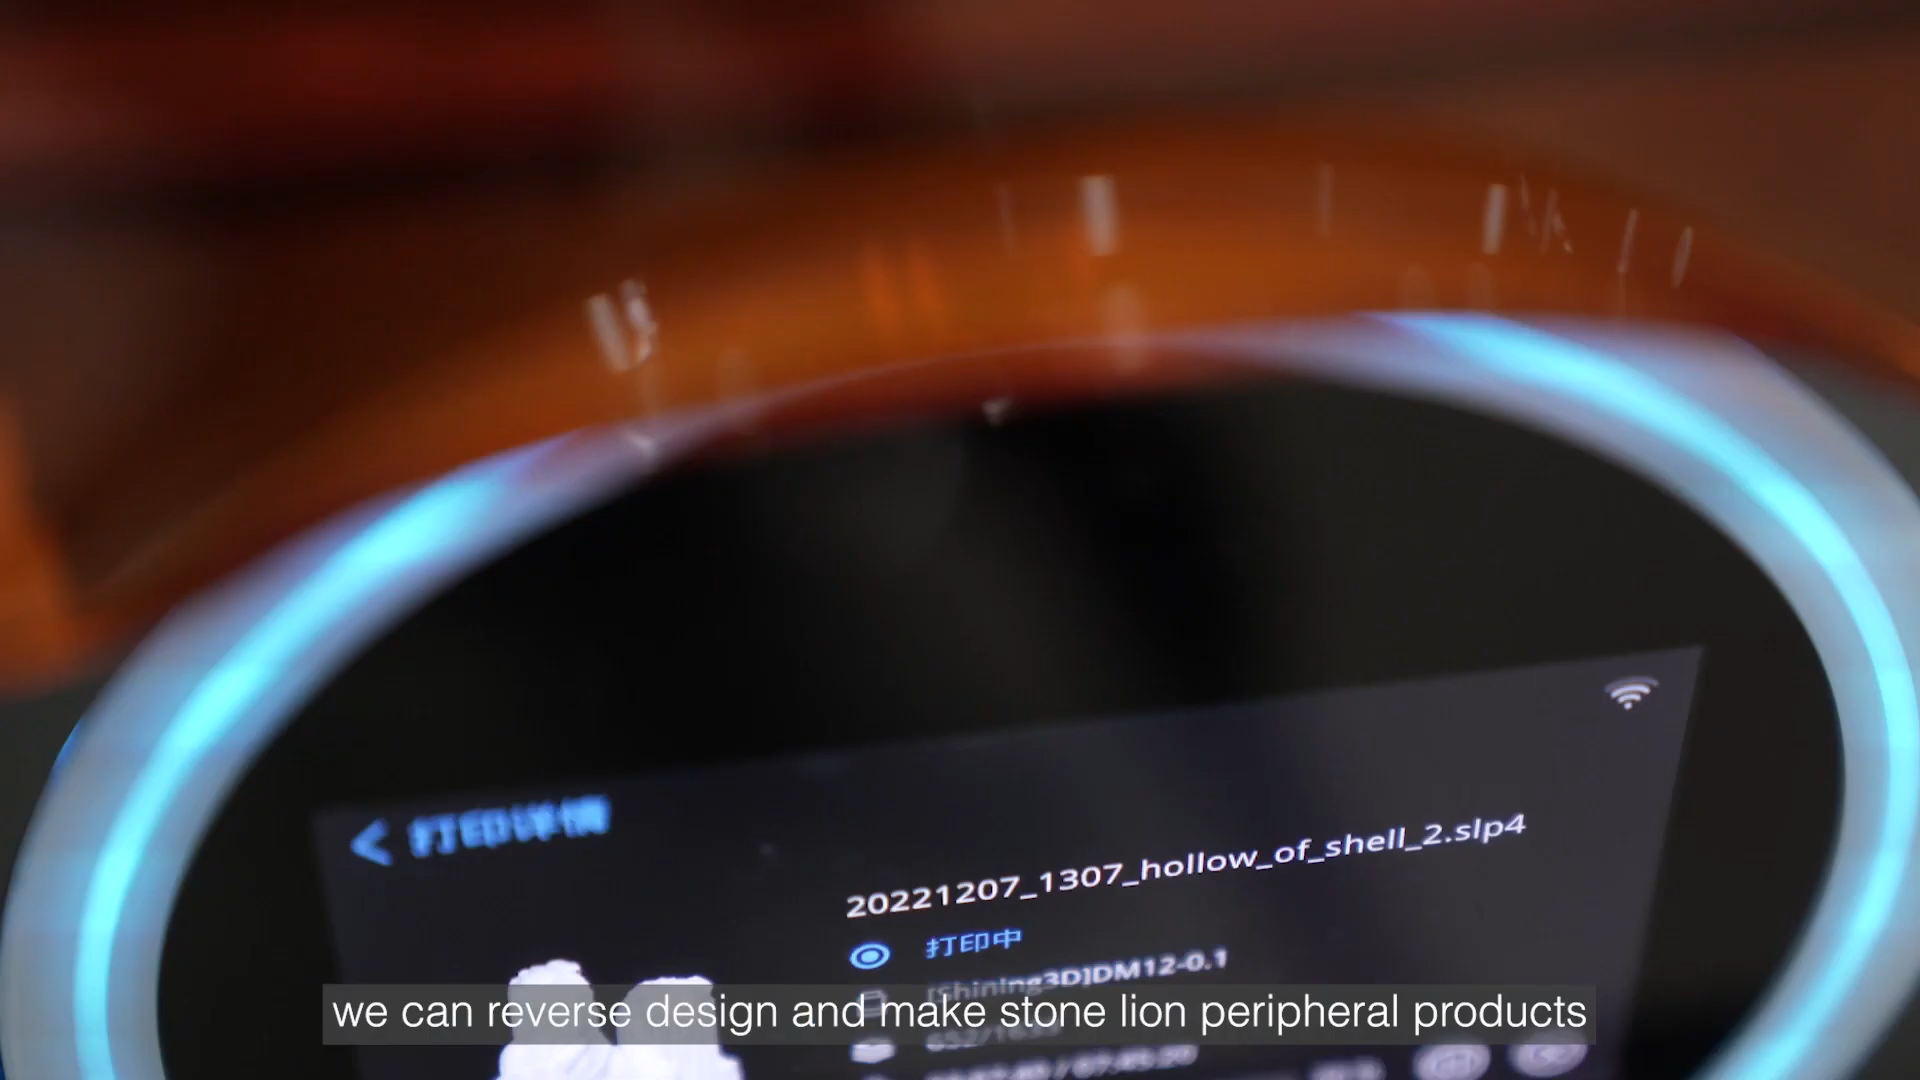 打印详情
20221207_1307_hollow_of_shell_2.slp4
打印中
[Shining3D]DM12-0.1
we can reverse design and make stone lion peripheral products